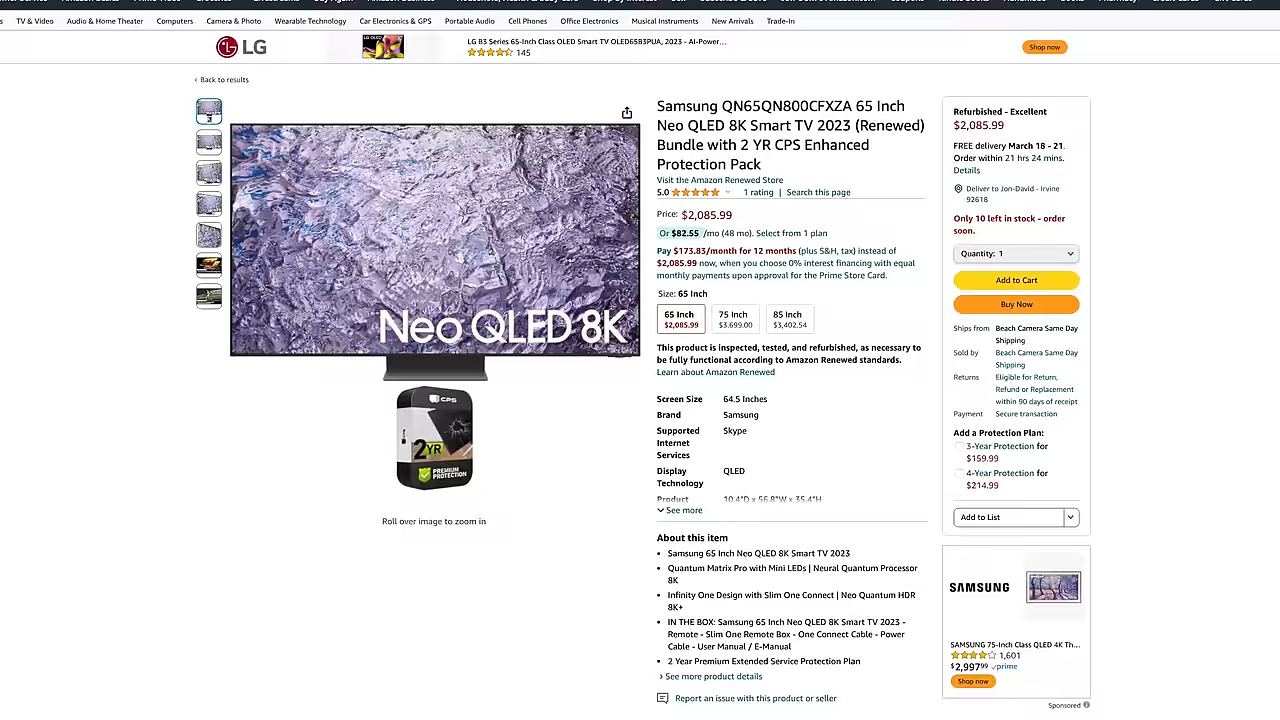 TV & Video Audio & Home Theater Computers Camera & Photo Wearable Technology Car Electronics & GPS Portable Audio Cell Phones Office Electronics Musical Instruments New Arrivals Trade-In
LG
LG OLED
LG B3 Series 65-Inch Class OLED Smart TV OLED65B3PUA, 2023 - AI-Power…
145
Shop now
‹ Back to results
Neo QLED 8K
CPS
2YR
PREMIUM
PROTECTION
Roll over image to zoom in
Samsung QN65QN800CFXZA 65 Inch
Neo QLED 8K Smart TV 2023 (Renewed)
Bundle with 2 YR CPS Enhanced
Protection Pack
Visit the Amazon Renewed Store
5.0 1 rating | Search this page
Price: $2,085.99
Or $82.55 /mo (48 mo). Select from 1 plan
Pay $173.83/month for 12 months (plus S&H, tax) instead of
$2,085.99 now, when you choose 0% interest financing with equal
monthly payments upon approval for the Prime Store Card.
Size: 65 Inch
65 Inch 75 Inch 85 Inch
$2,085.99 $3,699.00 $3,402.54
This product is inspected, tested, and refurbished, as necessary to
be fully functional according to Amazon Renewed standards.
Learn about Amazon Renewed
Screen Size 64.5 Inches
Brand Samsung
Supported Skype
Internet
Services
Display QLED
Technology
Product 10.4"D x 56.8"W x 35.4"H
See more
About this item
• Samsung 65 Inch Neo QLED 8K Smart TV 2023
• Quantum Matrix Pro with Mini LEDs | Neural Quantum Processor
8K
• Infinity One Design with Slim One Connect | Neo Quantum HDR
8K+
• IN THE BOX: Samsung 65 Inch Neo QLED 8K Smart TV 2023 -
Remote - Slim One Remote Box - One Connect Cable - Power
Cable - User Manual / E-Manual
• 2 Year Premium Extended Service Protection Plan
› See more product details
Report an issue with this product or seller
Refurbished - Excellent
$2,085.99
FREE delivery March 18 - 21.
Order within 21 hrs 24 mins.
Details
Deliver to Jon-David - Irvine
92618
Only 10 left in stock - order
soon.
Quantity: 1
Add to Cart
Buy Now
Ships from Beach Camera Same Day
Shipping
Sold by Beach Camera Same Day
Shipping
Returns Eligible for Return,
Refund or Replacement
within 90 days of receipt
Payment Secure transaction
Add a Protection Plan:
3-Year Protection for
$159.99
4-Year Protection for
$214.99
Add to List
SAMSUNG
SAMSUNG 75-Inch Class QLED 4K Th…
1,601
$2,997.99 prime
Shop now
Sponsored